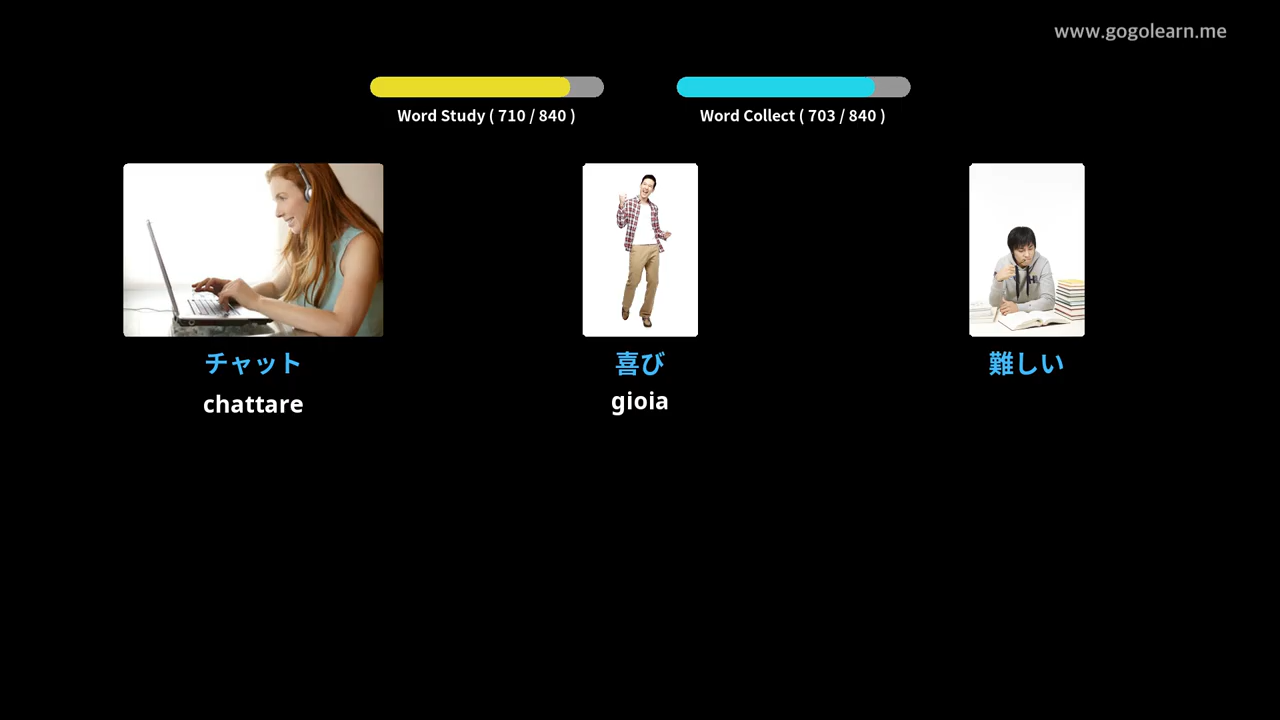 www.gogolearn.me
Word Study ( 710 / 840 )
Word Collect ( 703 / 840 )
チャット
喜び
難しい
chattare
gioia